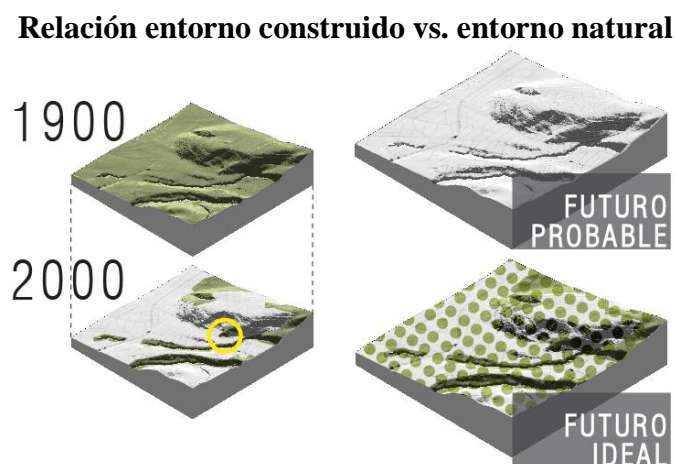 Relación entorno construido vs. entorno natural
1900
FUTURO
PROBABLE
2000
FUTURO
IDEAL